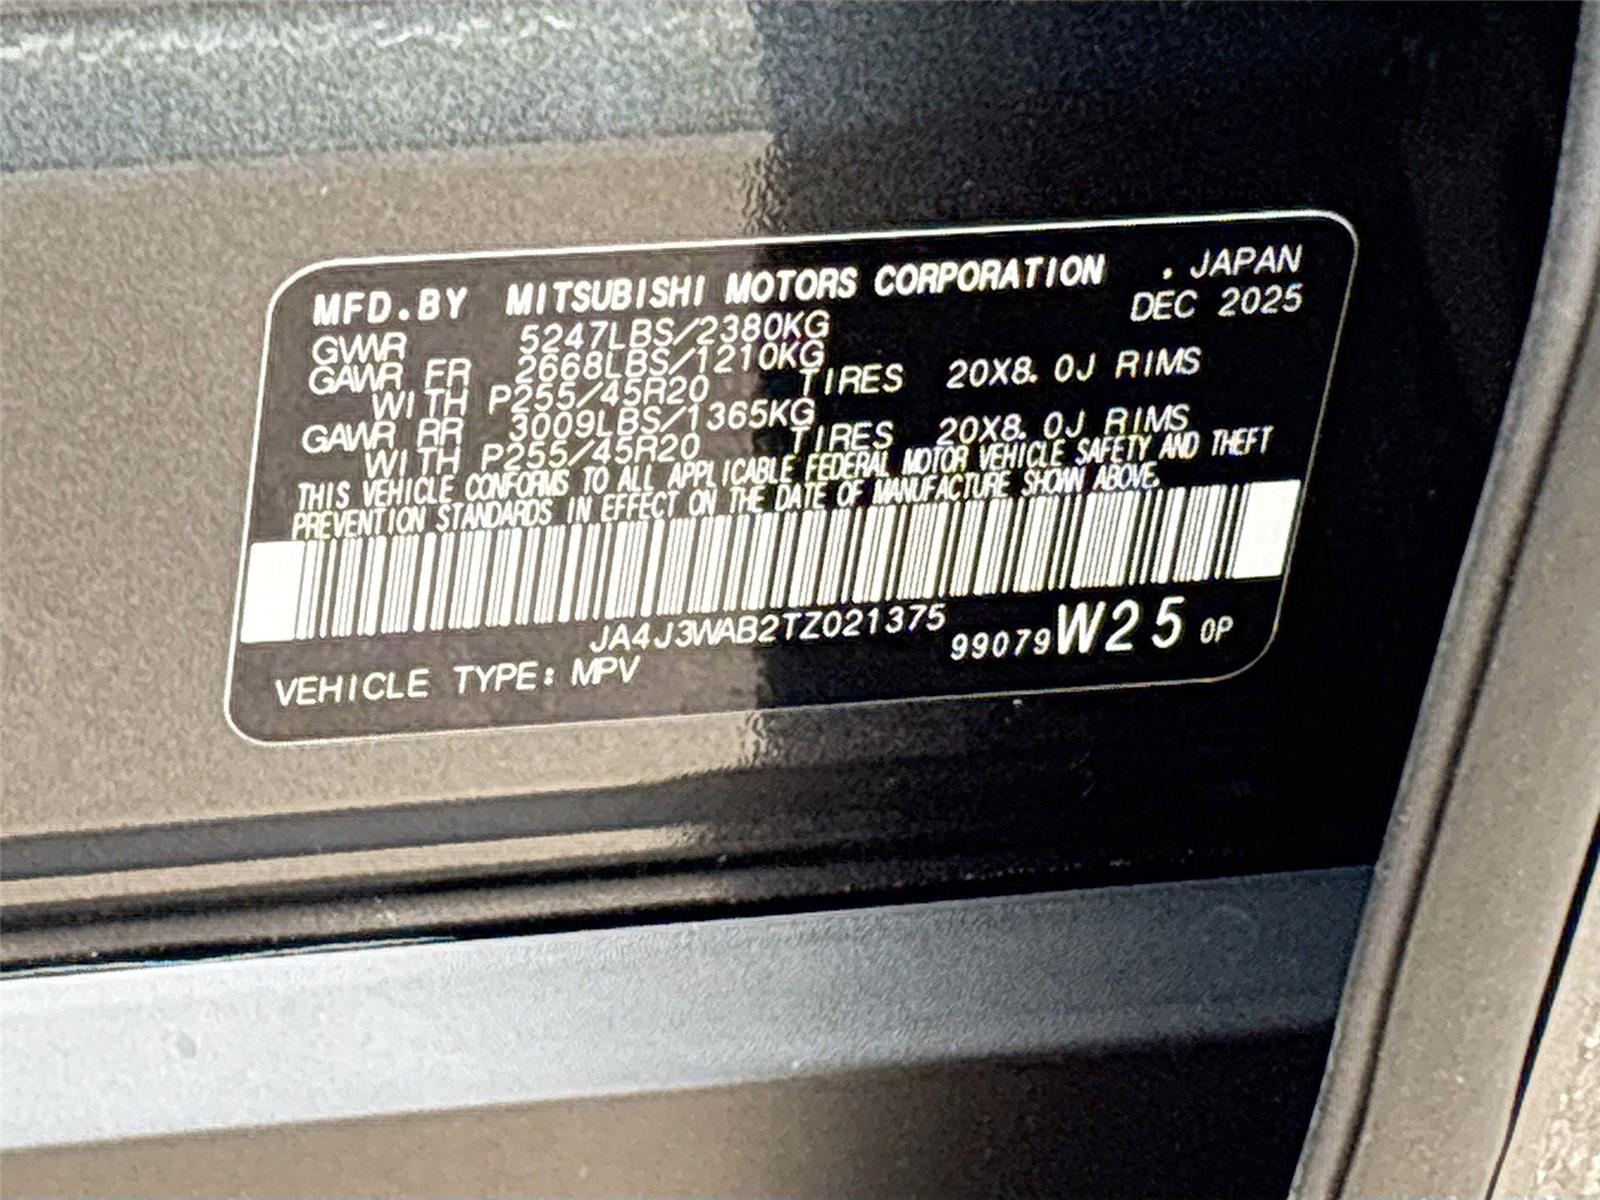 MFD.BY MITSUBISHI MOTORS CORPORATION . JAPAN
DEC 2025
GVWR 5247LBS/2380KG
GAWR FR 2668LBS/1210KG
WITH P255/45R20 TIRES 20X8.0J RIMS
GAWR RR 3009LBS/1365KG
WITH P255/45R20 TIRES 20X8.0J RIMS
THIS VEHICLE CONFORMS TO ALL APPLICABLE FEDERAL MOTOR VEHICLE SAFETY AND THEFT
PREVENTION STANDARDS IN EFFECT ON THE DATE OF MANUFACTURE SHOWN ABOVE.
JA4J3WAB2TZ021375
99079W25 0P
VEHICLE TYPE: MPV